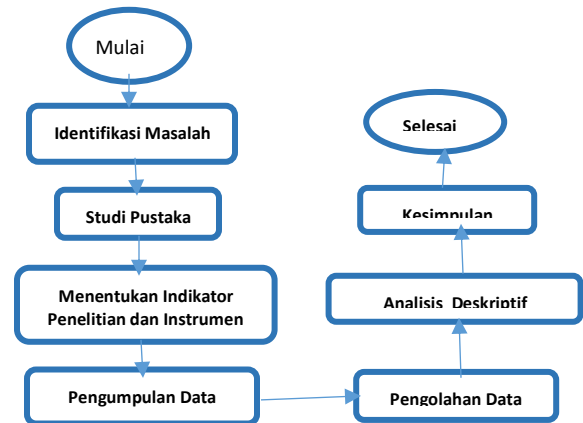 Mulai
Identifikasi Masalah
Studi Pustaka
Menentukan Indikator
Penelitian dan Instrumen
Pengumpulan Data
Pengolahan Data
Analisis Deskriptif
Kesimpulan
Selesai